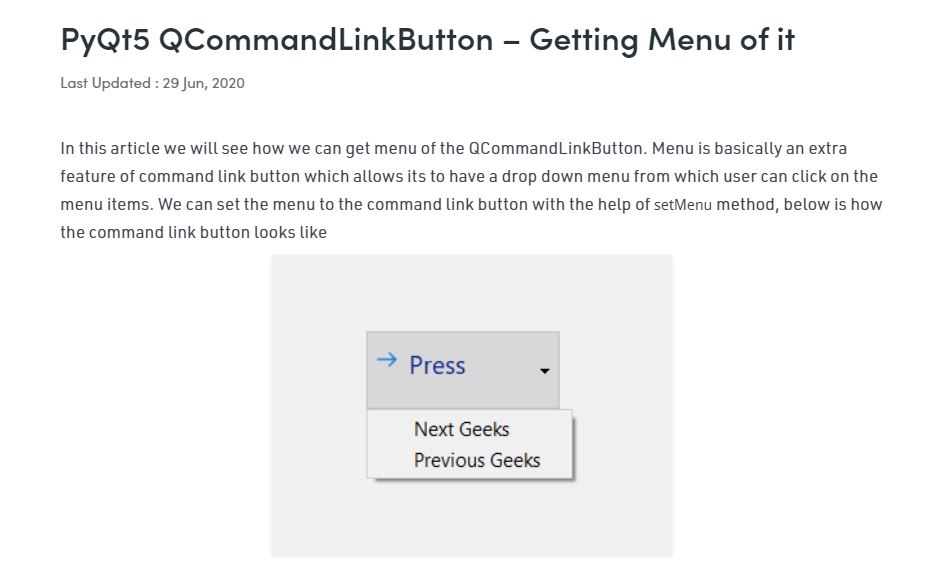 PyQt5 QCommandLinkButton – Getting Menu of it
Last Updated : 29 Jun, 2020
In this article we will see how we can get menu of the QCommandLinkButton. Menu is basically an extra
feature of command link button which allows its to have a drop down menu from which user can click on the
menu items. We can set the menu to the command link button with the help of setMenu method, below is how
the command link button looks like
Press
Next Geeks
Previous Geeks